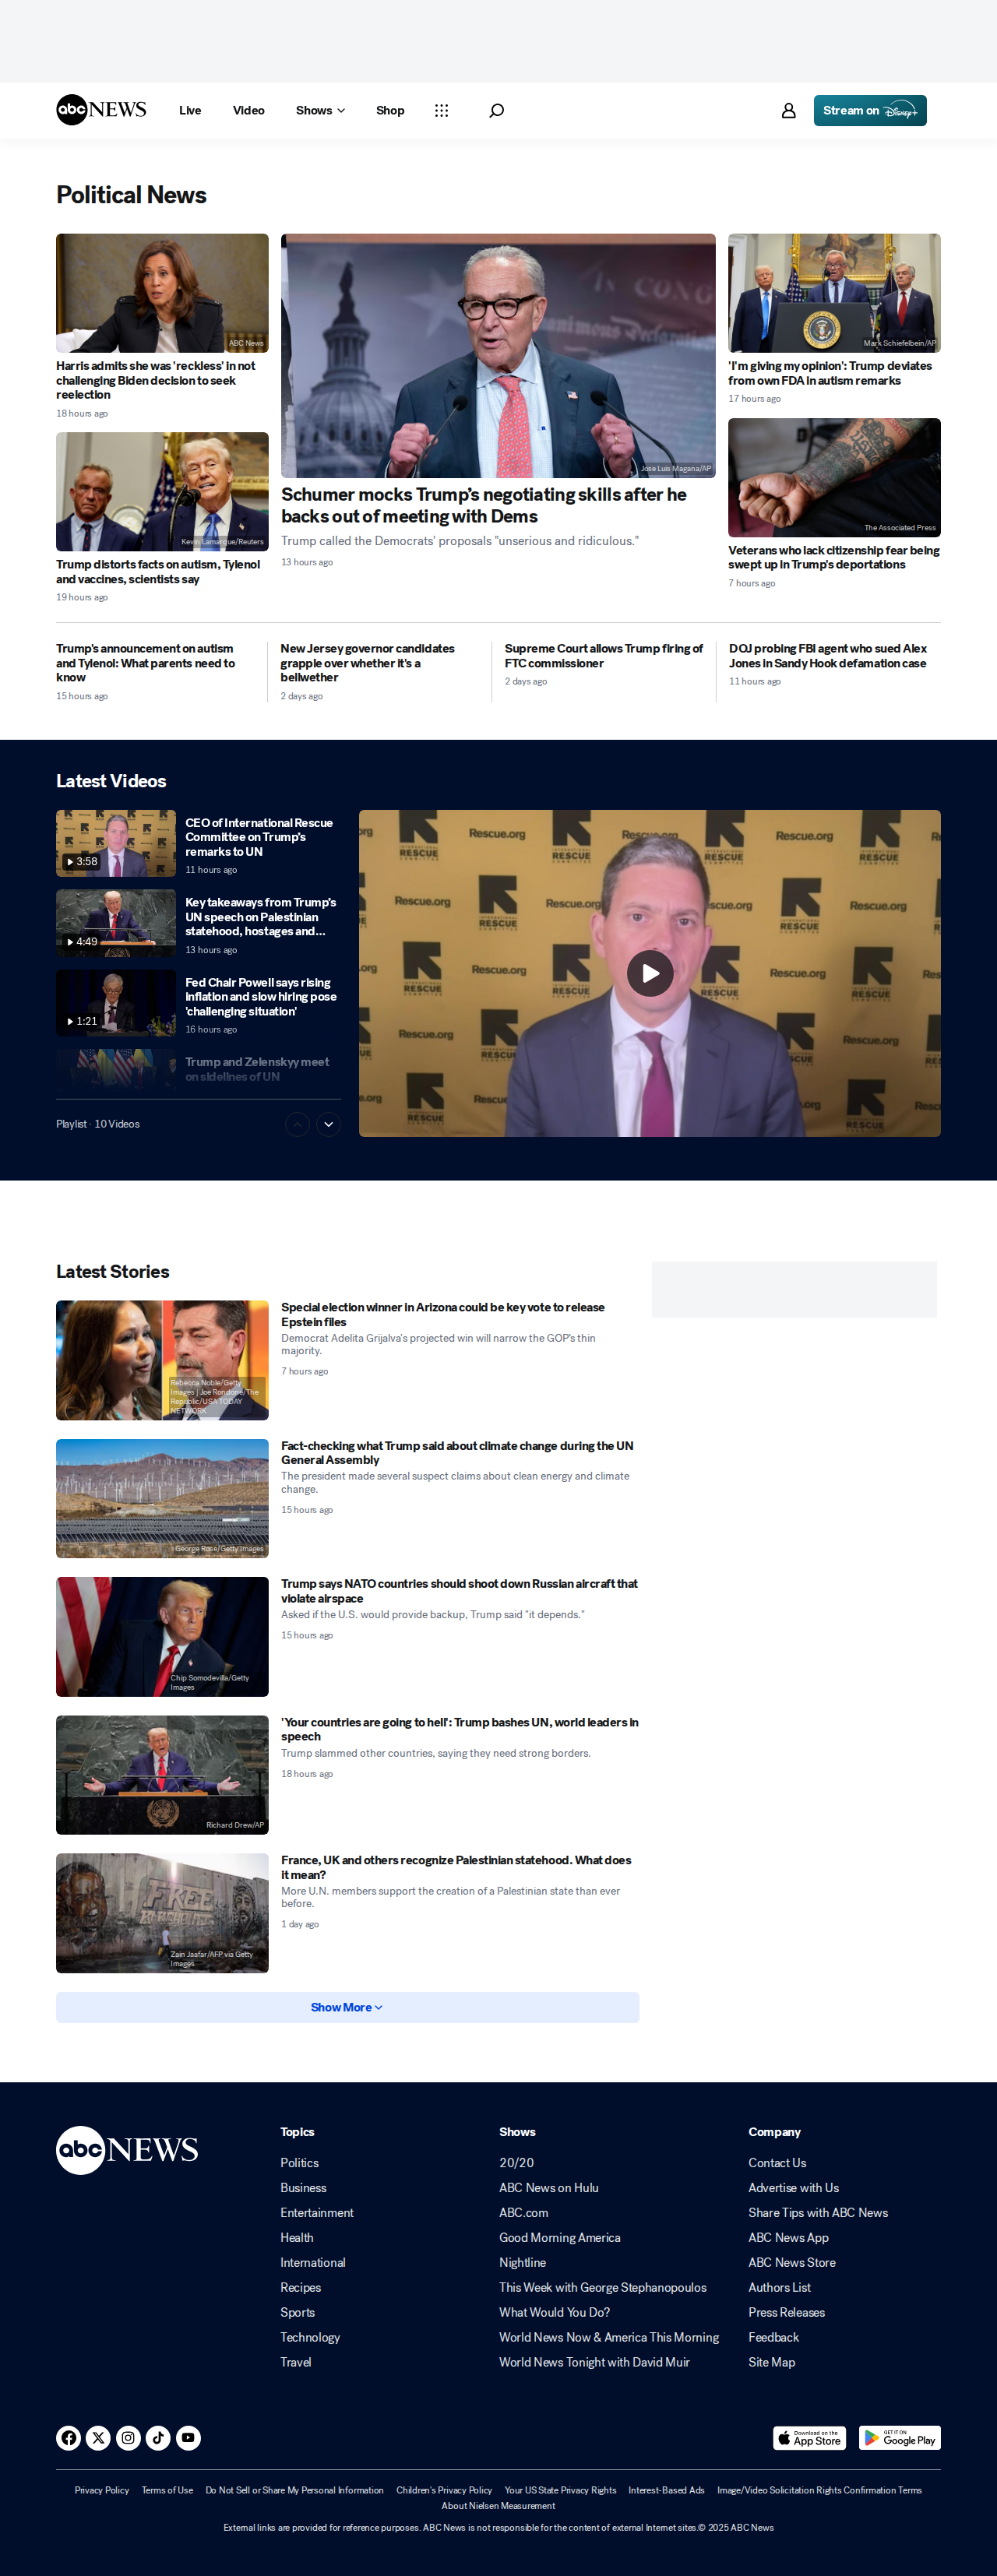 abc NEWS
Live
Video
Shows
Shop
Stream on Disney+
Political News
ABC News
Harris admits she was 'reckless' in not
challenging Biden decision to seek
reelection
18 hours ago
Kevin Lamarque/Reuters
Trump distorts facts on autism, Tylenol
and vaccines, scientists say
19 hours ago
Jose Luis Magana/AP
Schumer mocks Trump’s negotiating skills after he
backs out of meeting with Dems
Trump called the Democrats' proposals "unserious and ridiculous."
13 hours ago
Mark Schiefelbein/AP
'I'm giving my opinion': Trump deviates
from own FDA in autism remarks
17 hours ago
The Associated Press
Veterans who lack citizenship fear being
swept up in Trump's deportations
7 hours ago
Trump's announcement on autism
and Tylenol: What parents need to
know
15 hours ago
New Jersey governor candidates
grapple over whether it's a
bellwether
2 days ago
Supreme Court allows Trump firing of
FTC commissioner
2 days ago
DOJ probing FBI agent who sued Alex
Jones in Sandy Hook defamation case
11 hours ago
Latest Videos
3:58
CEO of International Rescue
Committee on Trump’s
remarks to UN
11 hours ago
4:49
Key takeaways from Trump’s
UN speech on Palestinian
statehood, hostages and...
13 hours ago
1:21
Fed Chair Powell says rising
inflation and slow hiring pose
'challenging situation'
16 hours ago
Trump and Zelenskyy meet
on sidelines of UN
Playlist · 10 Videos
Rescue.org
INTERNATIONAL
RESCUE
COMMITTEE
Latest Stories
Rebecca Noble/Getty
Images | Joe Rondone/The
Republic/USA TODAY
NETWORK
Special election winner in Arizona could be key vote to release
Epstein files
Democrat Adelita Grijalva's projected win will narrow the GOP's thin
majority.
7 hours ago
George Rose/Getty Images
Fact-checking what Trump said about climate change during the UN
General Assembly
The president made several suspect claims about clean energy and climate
change.
15 hours ago
Chip Somodevilla/Getty
Images
Trump says NATO countries should shoot down Russian aircraft that
violate airspace
Asked if the U.S. would provide backup, Trump said "it depends."
15 hours ago
Richard Drew/AP
'Your countries are going to hell': Trump bashes UN, world leaders in
speech
Trump slammed other countries, saying they need strong borders.
18 hours ago
FREE
Zain Jaafar/AFP via Getty
Images
France, UK and others recognize Palestinian statehood. What does
it mean?
More U.N. members support the creation of a Palestinian state than ever
before.
1 day ago
Show More
abc NEWS
Topics
Politics
Business
Entertainment
Health
International
Recipes
Sports
Technology
Travel
Shows
20/20
ABC News on Hulu
ABC.com
Good Morning America
Nightline
This Week with George Stephanopoulos
What Would You Do?
World News Now & America This Morning
World News Tonight with David Muir
Company
Contact Us
Advertise with Us
Share Tips with ABC News
ABC News App
ABC News Store
Authors List
Press Releases
Feedback
Site Map
Download on the
App Store
GET IT ON
Google Play
Privacy Policy Terms of Use Do Not Sell or Share My Personal Information Children's Privacy Policy Your US State Privacy Rights Interest-Based Ads Image/Video Solicitation Rights Confirmation Terms
About Nielsen Measurement
External links are provided for reference purposes. ABC News is not responsible for the content of external Internet sites.© 2025 ABC News